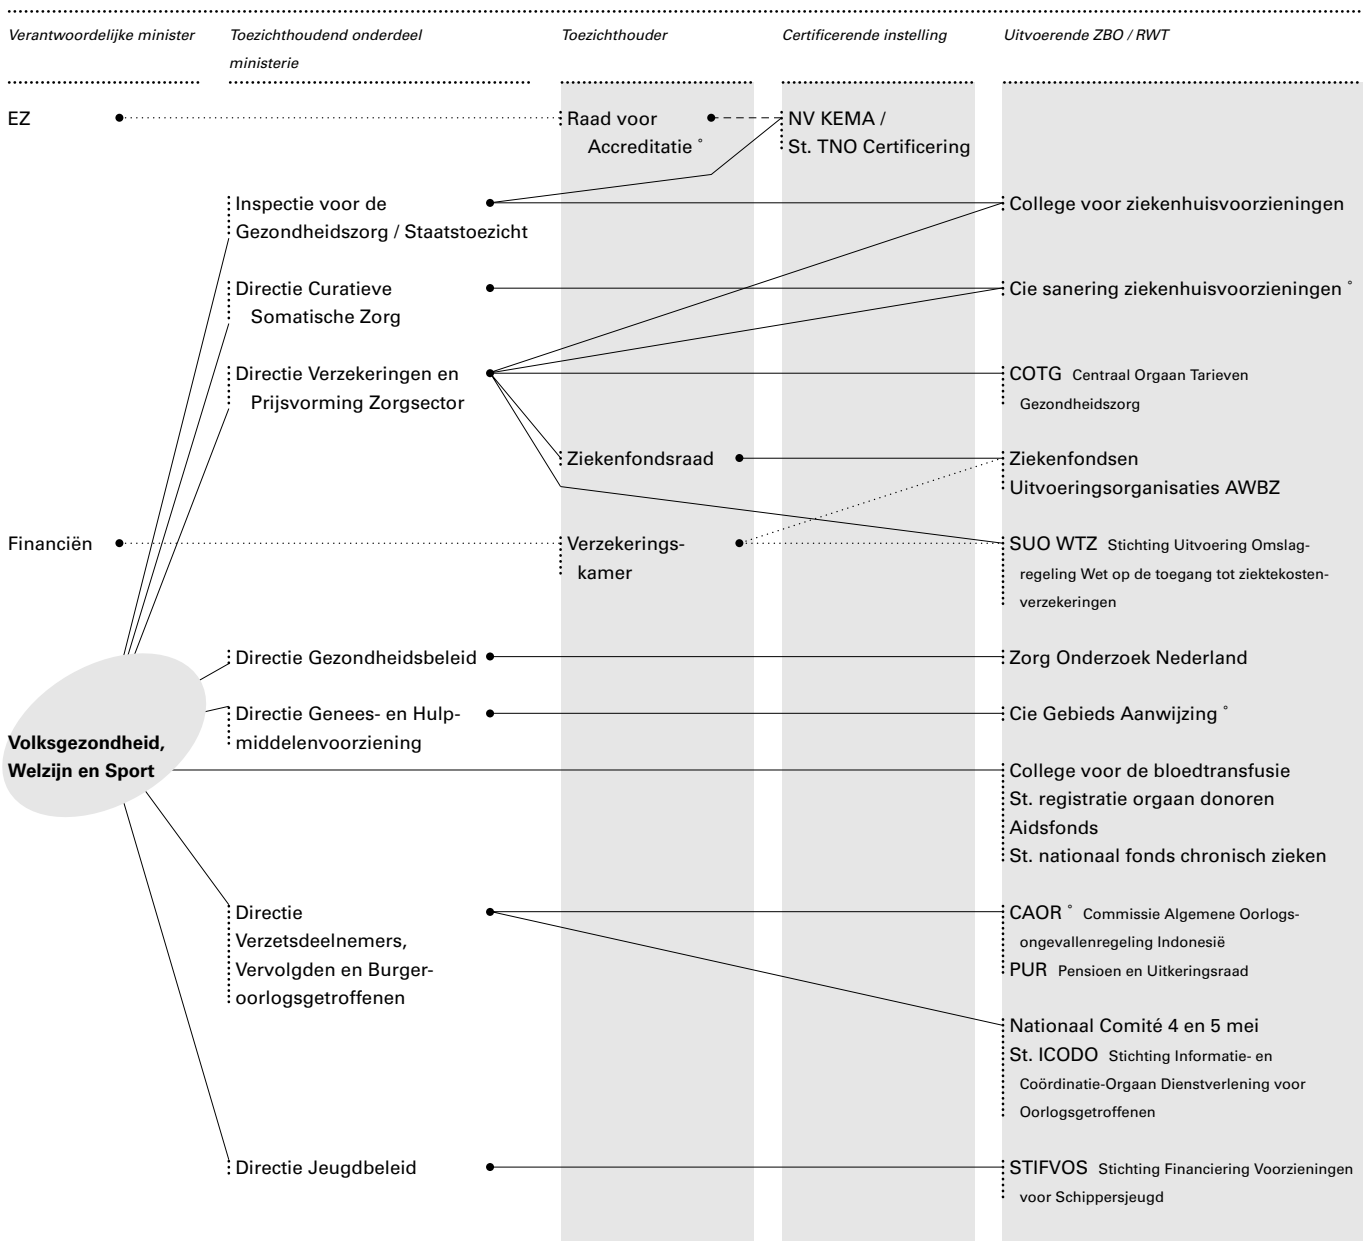 Verantwoordelijke minister
Toezichthoudend onderdeel
ministerie
Toezichthouder
Certificerende instelling
Uitvoerende ZBO / RWT
EZ
Raad voor
Accreditatie °
NV KEMA /
St. TNO Certificering
Inspectie voor de
Gezondheidszorg / Staatstoezicht
College voor ziekenhuisvoorzieningen
Directie Curatieve
Somatische Zorg
Cie sanering ziekenhuisvoorzieningen °
Directie Verzekeringen en
Prijsvorming Zorgsector
COTG Centraal Orgaan Tarieven
Gezondheidszorg
Ziekenfondsraad
Ziekenfondsen
Uitvoeringsorganisaties AWBZ
Financiën
Verzekerings-
kamer
SUO WTZ Stichting Uitvoering Omslag-
regeling Wet op de toegang tot ziektekosten-
verzekeringen
Directie Gezondheidsbeleid
Zorg Onderzoek Nederland
Directie Genees- en Hulp-
middelenvoorziening
Cie Gebieds Aanwijzing °
Volksgezondheid,
Welzijn en Sport
College voor de bloedtransfusie
St. registratie orgaan donoren
Aidsfonds
St. nationaal fonds chronisch zieken
Directie
Verzetsdeelnemers,
Vervolgden en Burger-
oorlogsgetroffenen
CAOR ° Commissie Algemene Oorlogs-
ongevallenregeling Indonesië
PUR Pensioen en Uitkeringsraad
Nationaal Comité 4 en 5 mei
St. ICODO Stichting Informatie- en
Coördinatie-Orgaan Dienstverlening voor
Oorlogsgetroffenen
Directie Jeugdbeleid
STIFVOS Stichting Financiering Voorzieningen
voor Schippersjeugd